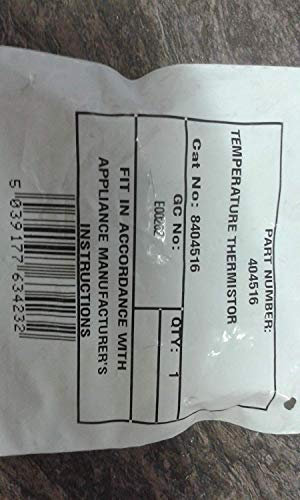 PART NUMBER:
404516
TEMPERATURE THERMISTOR
Cat No: 8404516
GC No: QTY: 1
E00207
FIT IN ACCORDANCE WITH
APPLIANCE MANUFACTURER'S
INSTRUCTIONS
5 039177 634232